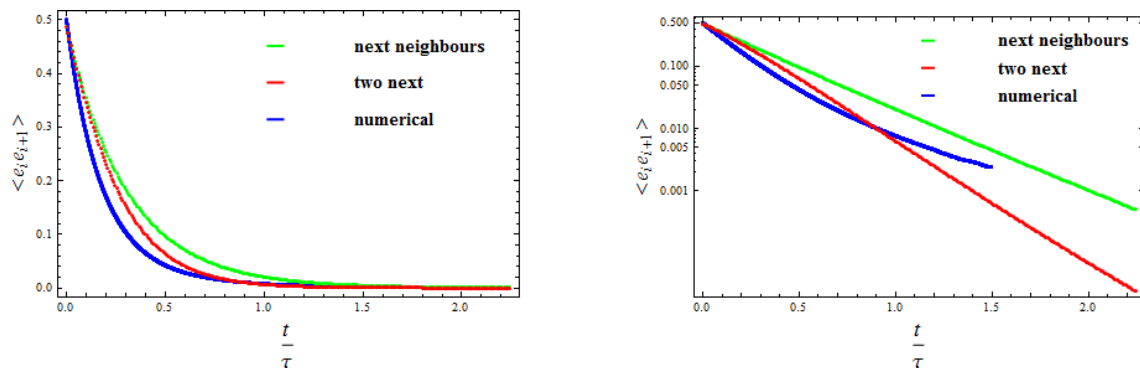 0.5
0.4
0.3
0.2
0.1
0.0
< e_i e_{i+1} >
next neighbours
two next
numerical
0.0 0.5 1.0 1.5 2.0
t
τ
0.500
0.100
0.050
0.010
0.005
0.001
< e_i e_{i+1} >
next neighbours
two next
numerical
0.0 0.5 1.0 1.5 2.0
t
τ